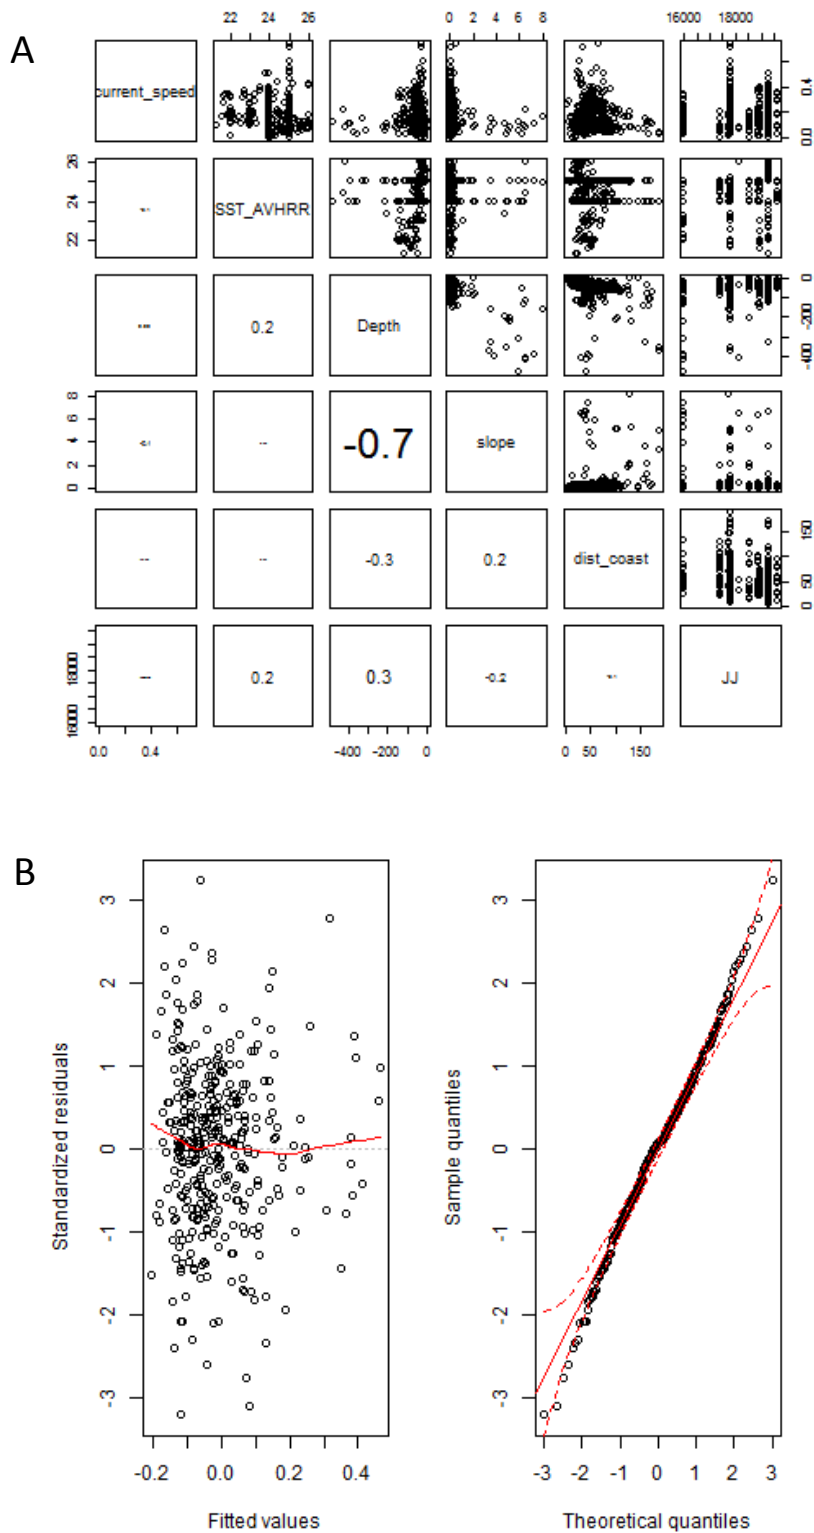 A
22 24 26 0 2 4 6 8 16000 18000
current_speed
0.0 0.4
22 24 26
SST_AVHRR
0.2
Depth
-400 -200 0
0 2 4 6 8
-0.7
slope
-0.3
0.2
dist_coast
0 50 150
16000 18000
0.2
0.3
-0.2
JJ
0.0 0.4 -400 -200 0 0 50 150
B
Standardized residuals
-3 -2 -1 0 1 2 3
-0.2 0.0 0.2 0.4
Fitted values
Sample quantiles
-3 -2 -1 0 1 2 3
-3 -2 -1 0 1 2 3
Theoretical quantiles